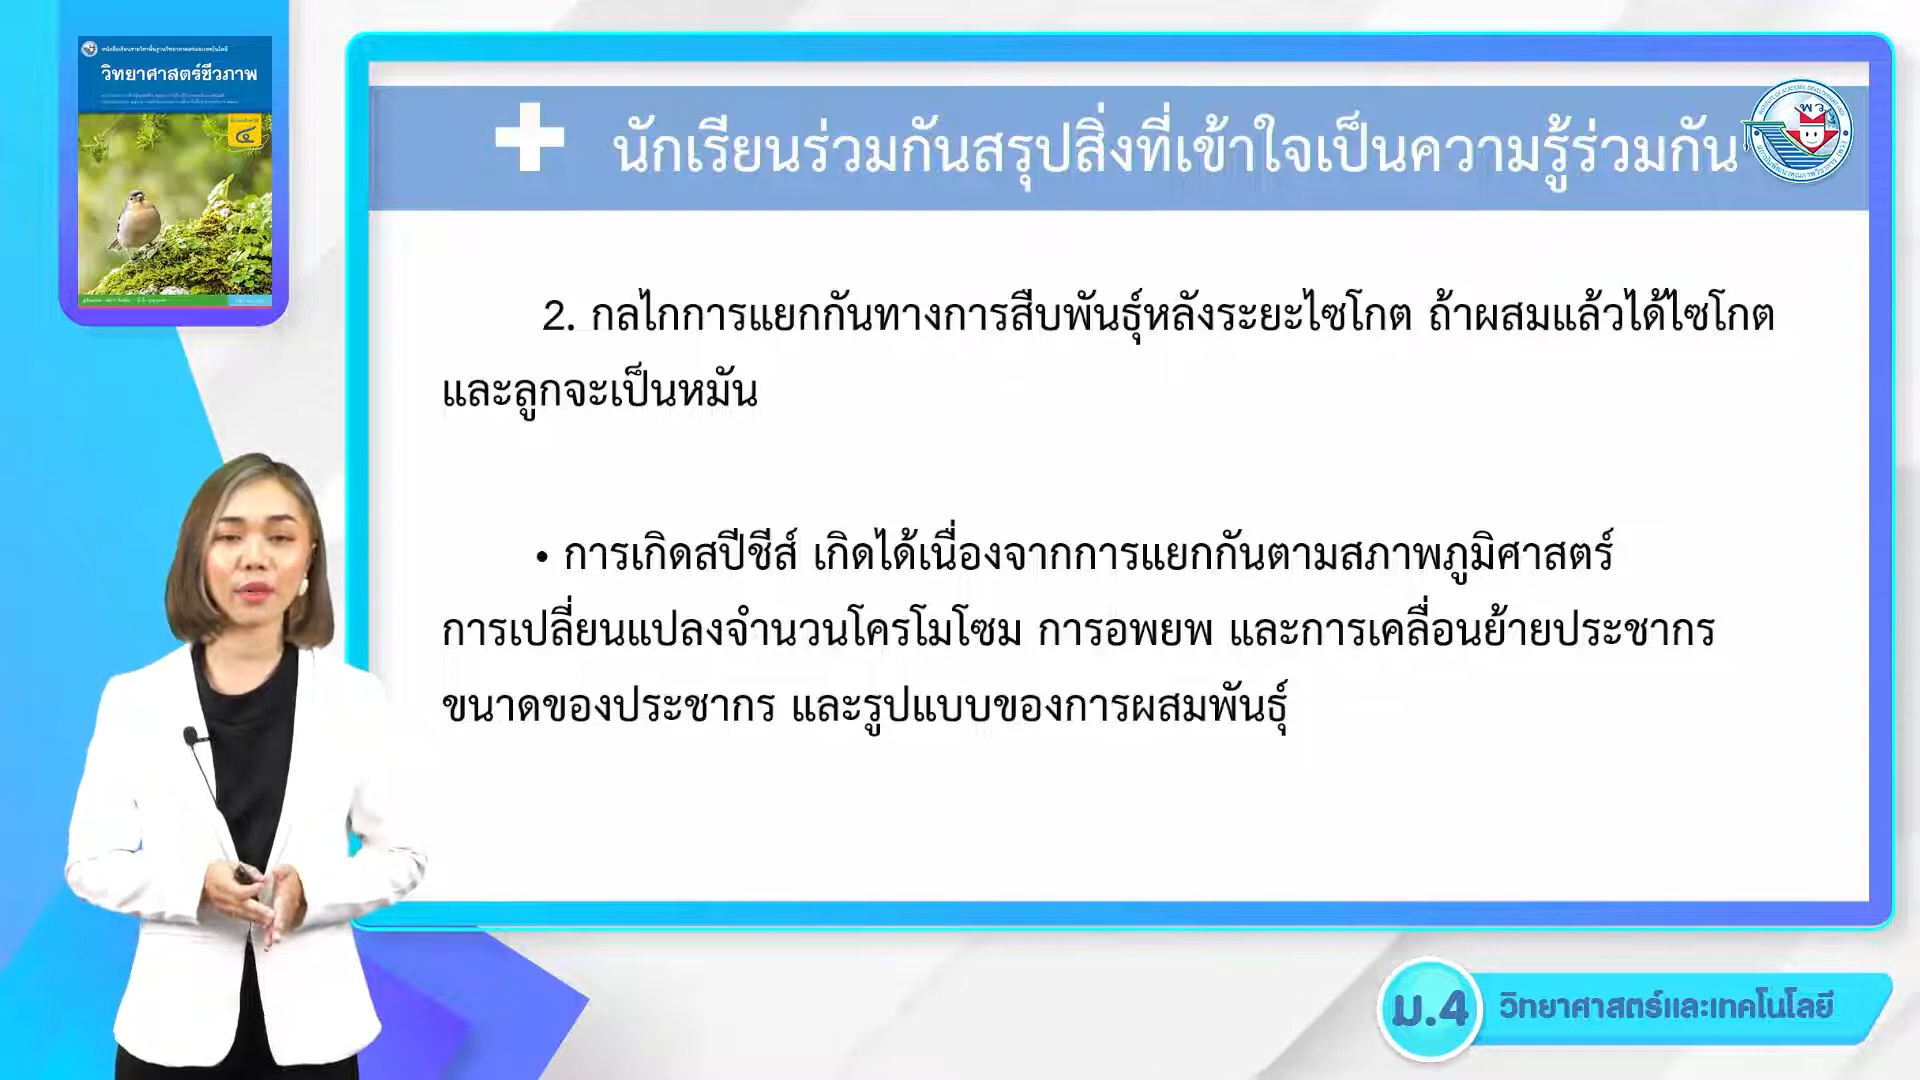 วิทยาศาสตร์ชีวภาพ
๔
นักเรียนร่วมกันสรุปสิ่งที่เข้าใจเป็นความรู้ร่วมกัน
พว
2. กลไกการแยกกันทางการสืบพันธุ์หลังระยะไซโกต ถ้าผสมแล้วได้ไซโกต
และลูกจะเป็นหมัน
• การเกิดสปีชีส์ เกิดได้เนื่องจากการแยกกันตามสภาพภูมิศาสตร์
การเปลี่ยนแปลงจำนวนโครโมโซม การอพยพ และการเคลื่อนย้ายประชากร
ขนาดของประชากร และรูปแบบของการผสมพันธุ์
ม.4 วิทยาศาสตร์และเทคโนโลยี